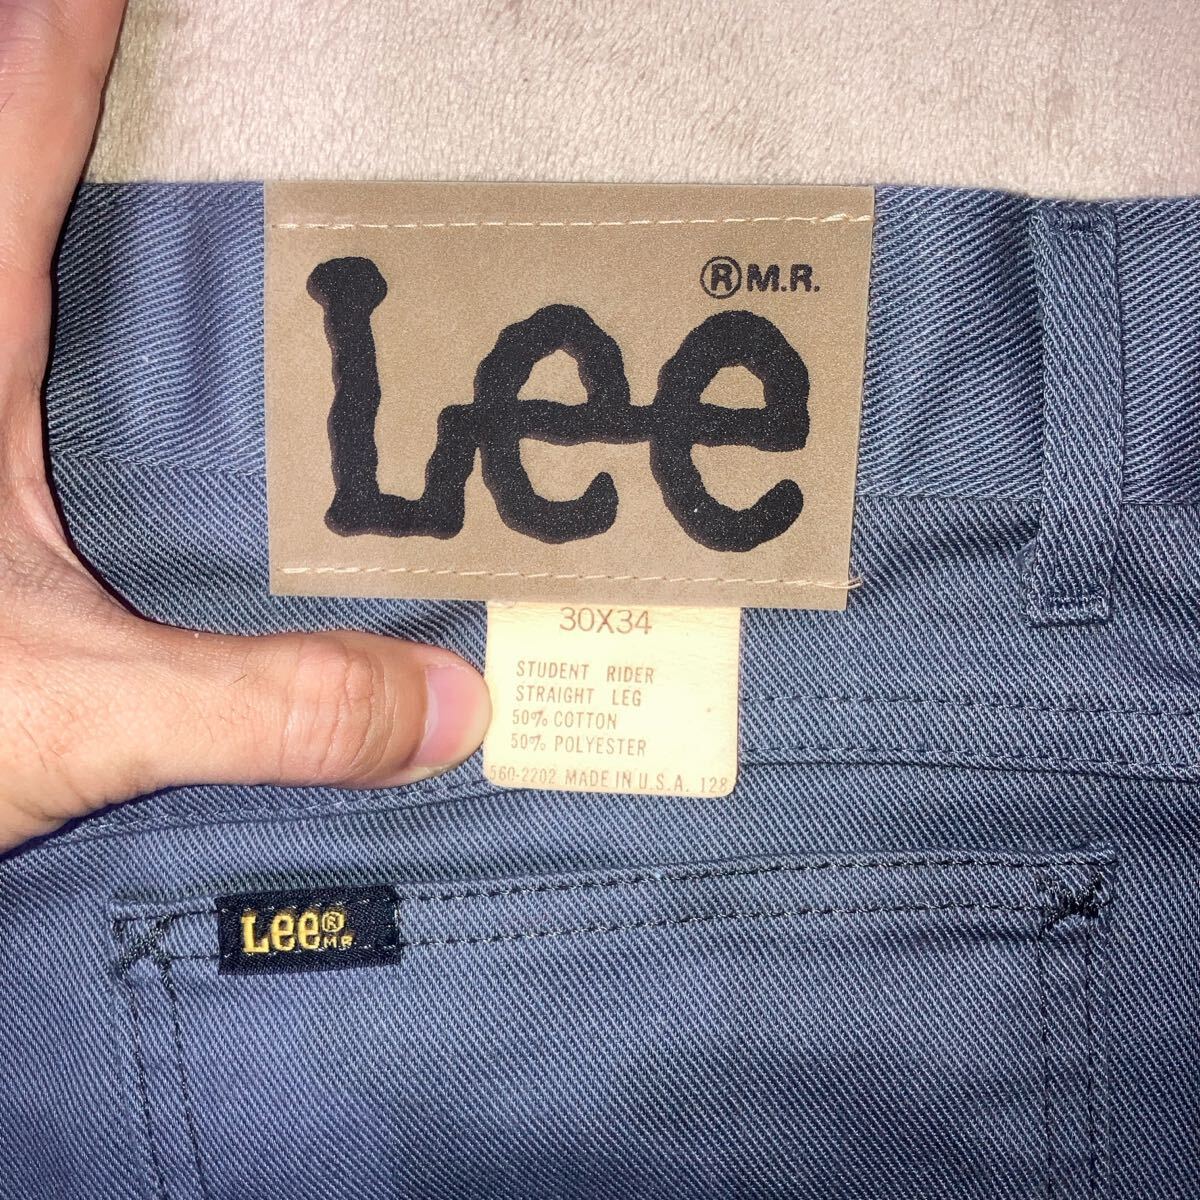 Lee
®M.R.
30X34
STUDENT RIDER
STRAIGHT LEG
50% COTTON
50% POLYESTER
560-2202 MADE IN U.S.A. 128
Lee®
M.R.